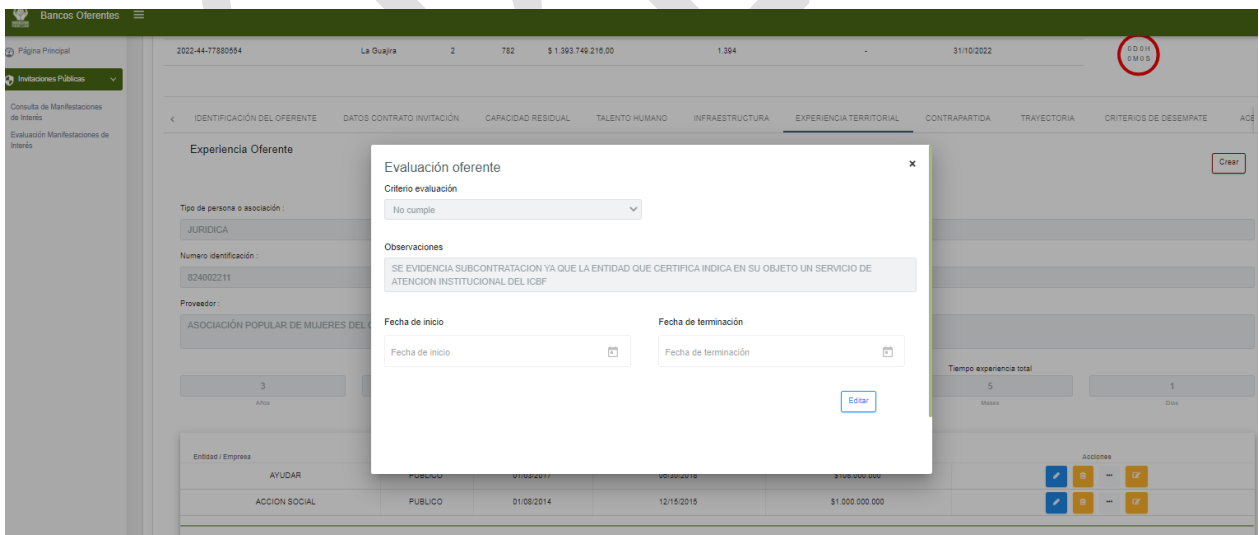 Bancos Oferentes
Página Principal
Invitaciones Públicas
Consulta de Manifestaciones
de Interés
Evaluación Manifestaciones de
Interés
2022-44-77880554 La Guajira 2 782 $ 1.393.749.216,00 1.394 - 31/10/2022
IDENTIFICACIÓN DEL OFERENTE DATOS CONTRATO INVITACIÓN CAPACIDAD RESIDUAL TALENTO HUMANO INFRAESTRUCTURA EXPERIENCIA TERRITORIAL CONTRAPARTIDA TRAYECTORIA CRITERIOS DE DESEMPATE
Experiencia Oferente
Crear
Tipo de persona o asociación :
JURIDICA
Numero identificación :
824002211
Proveedor :
ASOCIACIÓN POPULAR DE MUJERES DEL
Evaluación oferente
×
Criterio evaluación
No cumple
Observaciones
SE EVIDENCIA SUBCONTRATACION YA QUE LA ENTIDAD QUE CERTIFICA INDICA EN SU OBJETO UN SERVICIO DE
ATENCION INSTITUCIONAL DEL ICBF
Fecha de inicio Fecha de terminación
Fecha de inicio Fecha de terminación
Editar
Tiempo experiencia total
3 5 1
Años Meses Días
Entidad / Empresa Acciones
AYUDAR PUBLICO 01/03/2017 $108.000.000
ACCION SOCIAL PUBLICO 01/08/2014 12/15/2015 $1.000.000.000